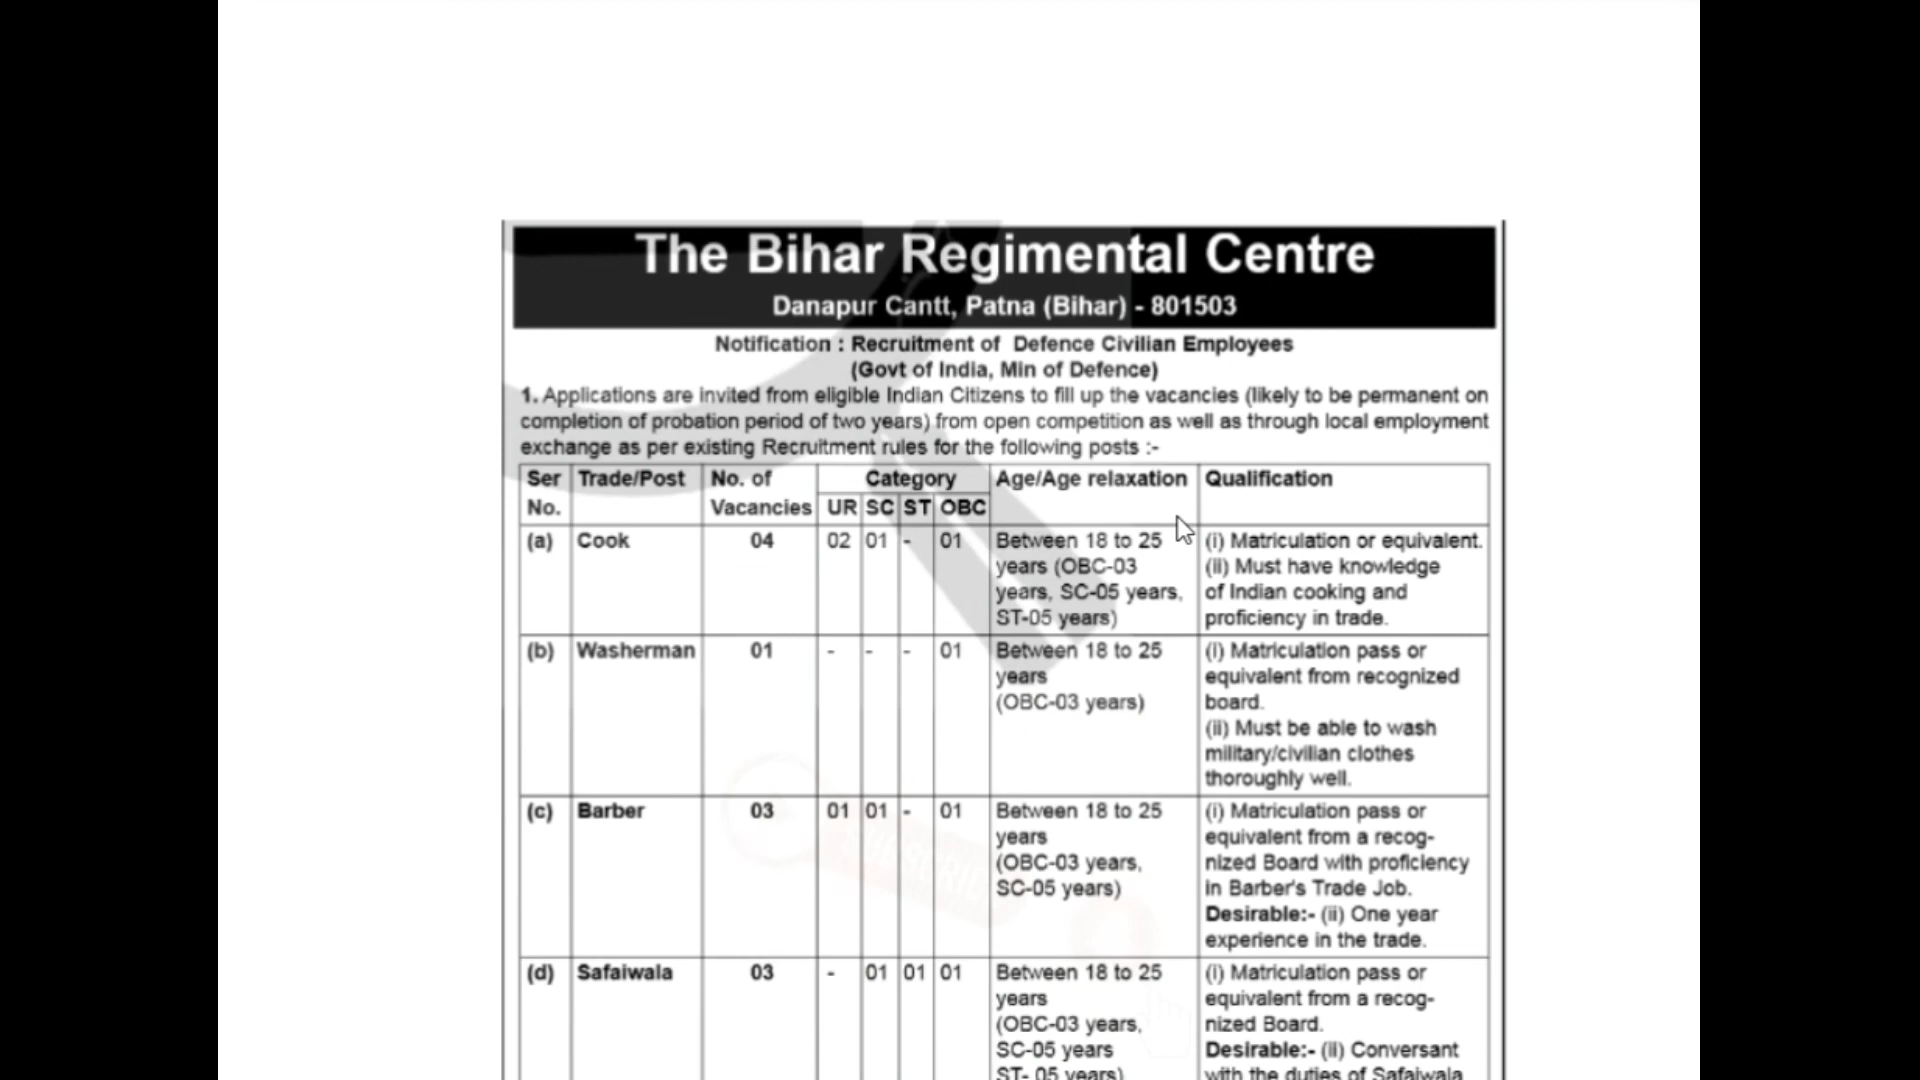 The Bihar Regimental Centre
Danapur Cantt, Patna (Bihar) - 801503
Notification : Recruitment of Defence Civilian Employees
(Govt of India, Min of Defence)
1. Applications are invited from eligible Indian Citizens to fill up the vacancies (likely to be permanent on
completion of probation period of two years) from open competition as well as through local employment
exchange as per existing Recruitment rules for the following posts :-
Ser No. Trade/Post No. of Vacancies Category Age/Age relaxation Qualification
UR SC ST OBC
(a) Cook 04 02 01 - 01 Between 18 to 25 (i) Matriculation or equivalent.
years (OBC-03 (ii) Must have knowledge
years, SC-05 years, of Indian cooking and
ST-05 years) proficiency in trade.
(b) Washerman 01 - - - 01 Between 18 to 25 (i) Matriculation pass or
years equivalent from recognized
(OBC-03 years) board.
(ii) Must be able to wash
military/civilian clothes
thoroughly well.
(c) Barber 03 01 01 - 01 Between 18 to 25 (i) Matriculation pass or
years equivalent from a recog-
(OBC-03 years, nized Board with proficiency
SC-05 years) in Barber's Trade Job.
Desirable:- (ii) One year
experience in the trade.
(d) Safaiwala 03 - 01 01 01 Between 18 to 25 (i) Matriculation pass or
years equivalent from a recog-
(OBC-03 years, nized Board.
SC-05 years Desirable:- (ii) Conversant
ST- 05 years) with the duties of Safaiwala
SUBSCRIBE